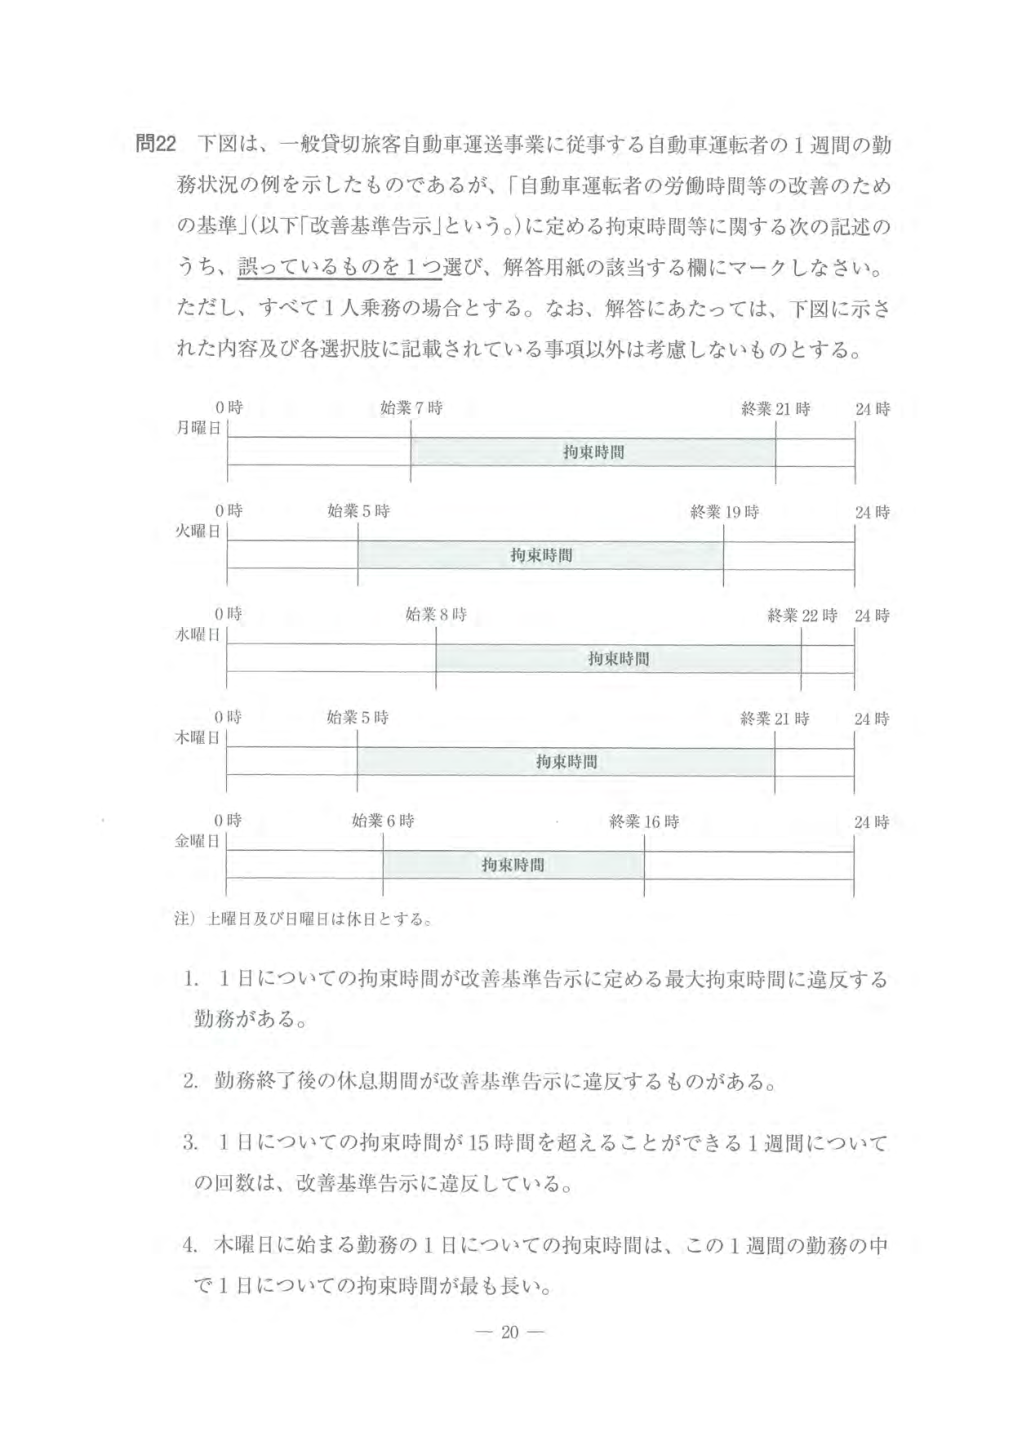 問22 下図は、一般貸切旅客自動車運送事業に従事する自動車運転者の1週間の勤
務状況の例を示したものであるが、「自動車運転者の労働時間等の改善のため
の基準」(以下「改善基準告示」という。)に定める拘束時間等に関する次の記述の
うち、誤っているものを1つ選び、解答用紙の該当する欄にマークしなさい。
ただし、すべて1人乗務の場合とする。なお、解答にあたっては、下図に示さ
れた内容及び各選択肢に記載されている事項以外は考慮しないものとする。
0時 始業7時 終業21時 24時
月曜日
拘束時間
0時 始業5時 終業19時 24時
火曜日
拘束時間
0時 始業8時 終業22時 24時
水曜日
拘束時間
0時 始業5時 終業21時 24時
木曜日
拘束時間
0時 始業6時 終業16時 24時
金曜日
拘束時間
注) 土曜日及び日曜日は休日とする。
1. 1日についての拘束時間が改善基準告示に定める最大拘束時間に違反する
勤務がある。
2. 勤務終了後の休息期間が改善基準告示に違反するものがある。
3. 1日についての拘束時間が15時間を超えることができる1週間について
の回数は、改善基準告示に違反している。
4. 木曜日に始まる勤務の1日についての拘束時間は、この1週間の勤務の中
で1日についての拘束時間が最も長い。
— 20 —